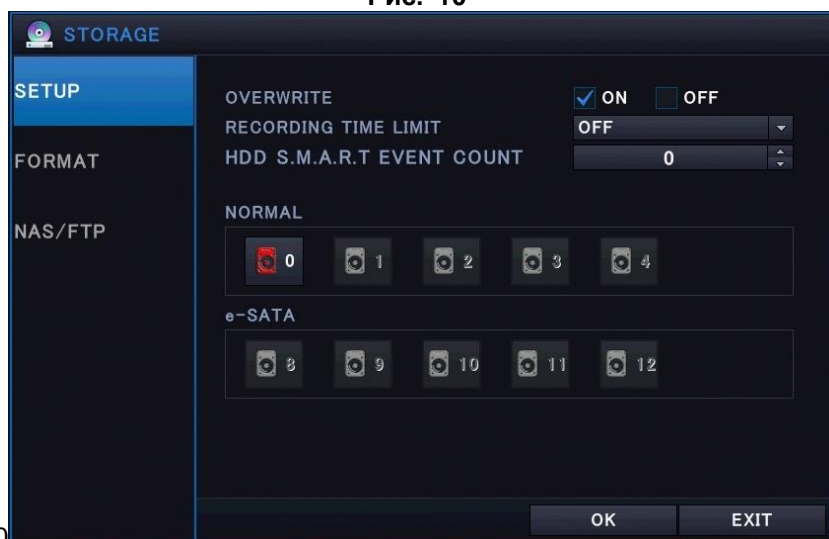 STORAGE
SETUP
FORMAT
NAS/FTP
OVERWRITE ON OFF
RECORDING TIME LIMIT OFF
HDD S.M.A.R.T EVENT COUNT 0
NORMAL
0 1 2 3 4
e-SATA
8 9 10 11 12
OK EXIT